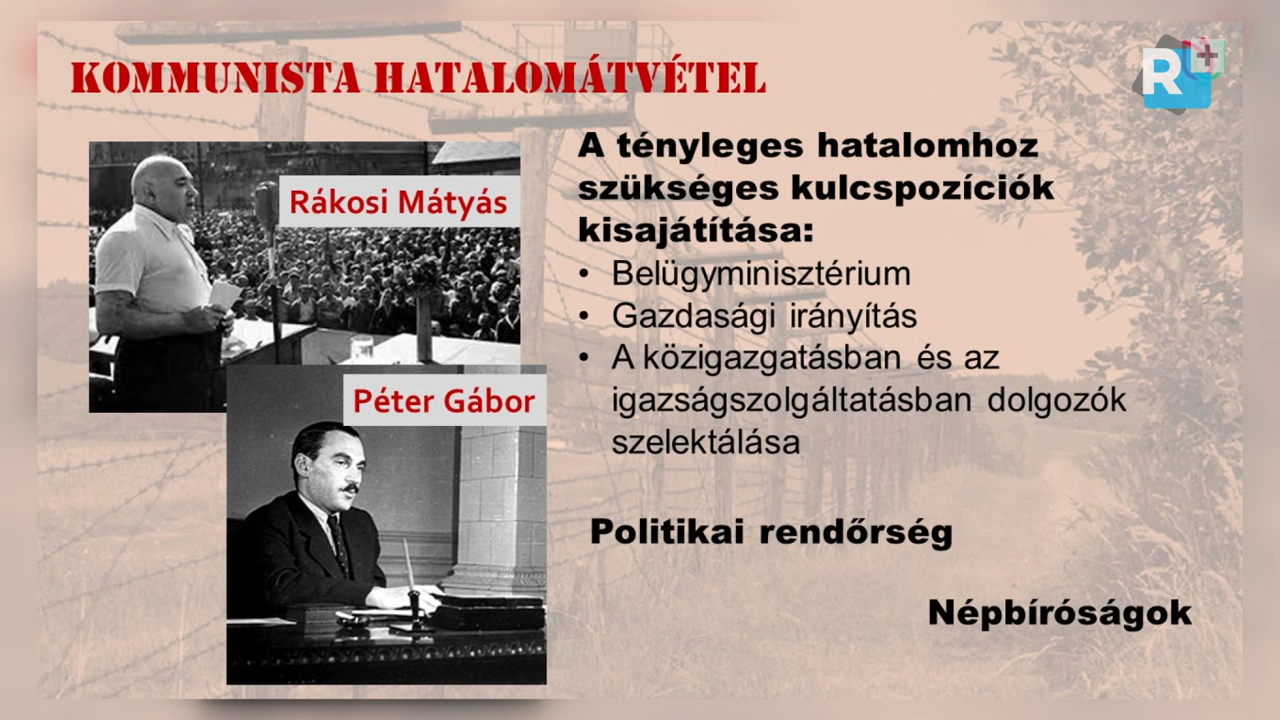 KOMMUNISTA HATALOMÁTVÉTEL
Rákosi Mátyás
Péter Gábor
A tényleges hatalomhoz
szükséges kulcspozíciók
kisajátítása:
• Belügyminisztérium
• Gazdasági irányítás
• A közigazgatásban és az
igazságszolgáltatásban dolgozók
szelektálása
Politikai rendőrség
Népbíróságok
R+